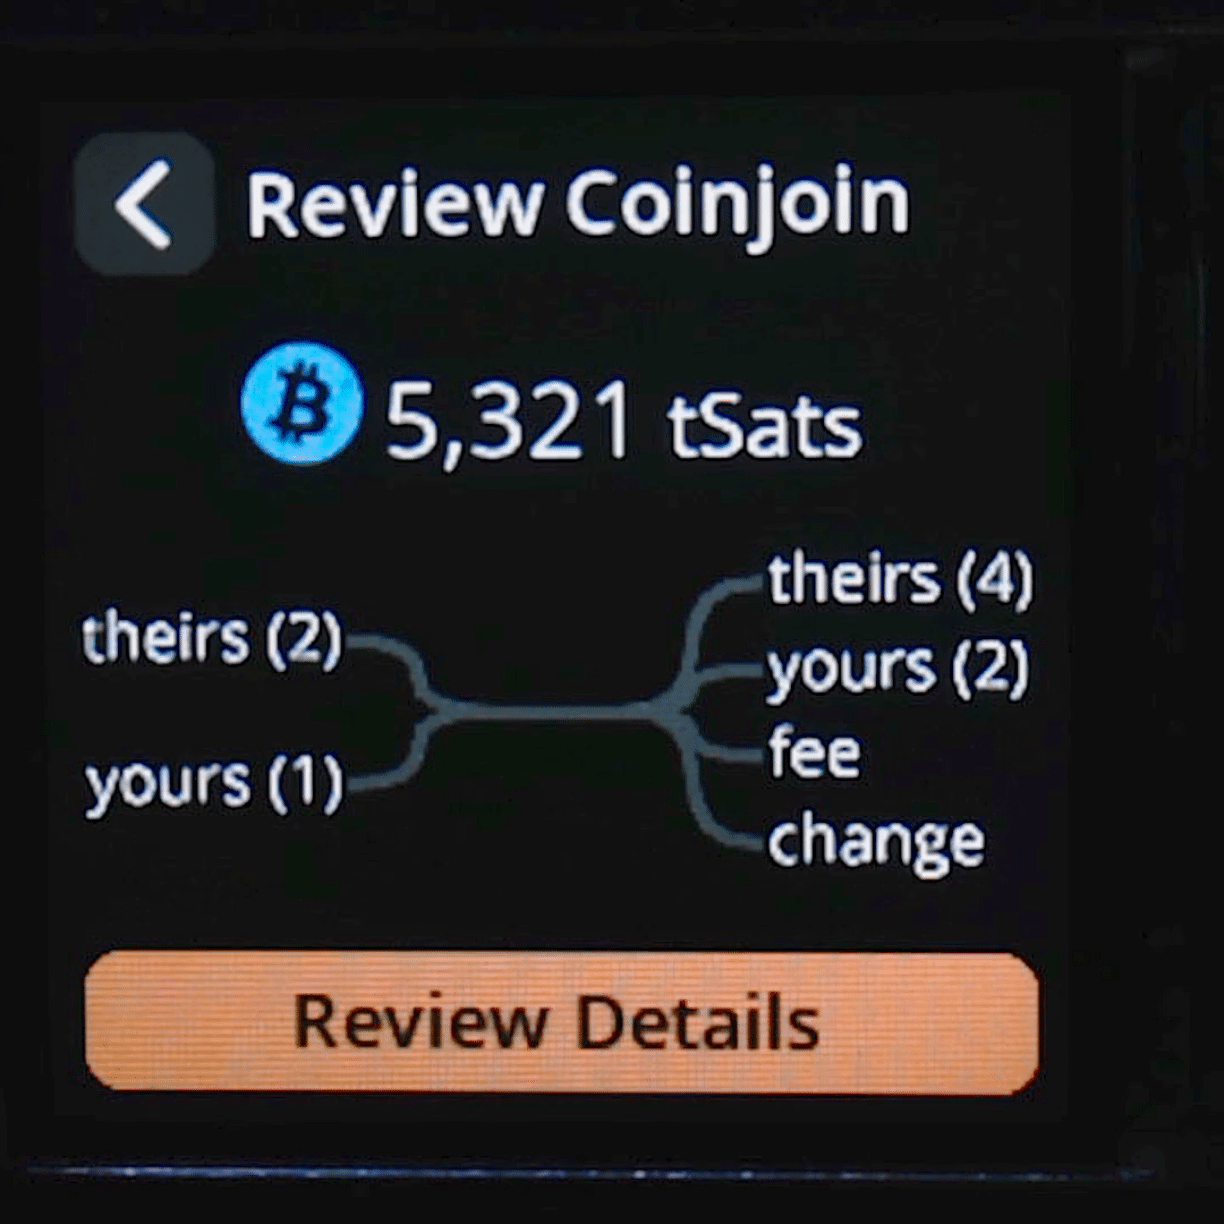 Review Coinjoin
5,321 tSats
theirs (2)
yours (1)
theirs (4)
yours (2)
fee
change
Review Details